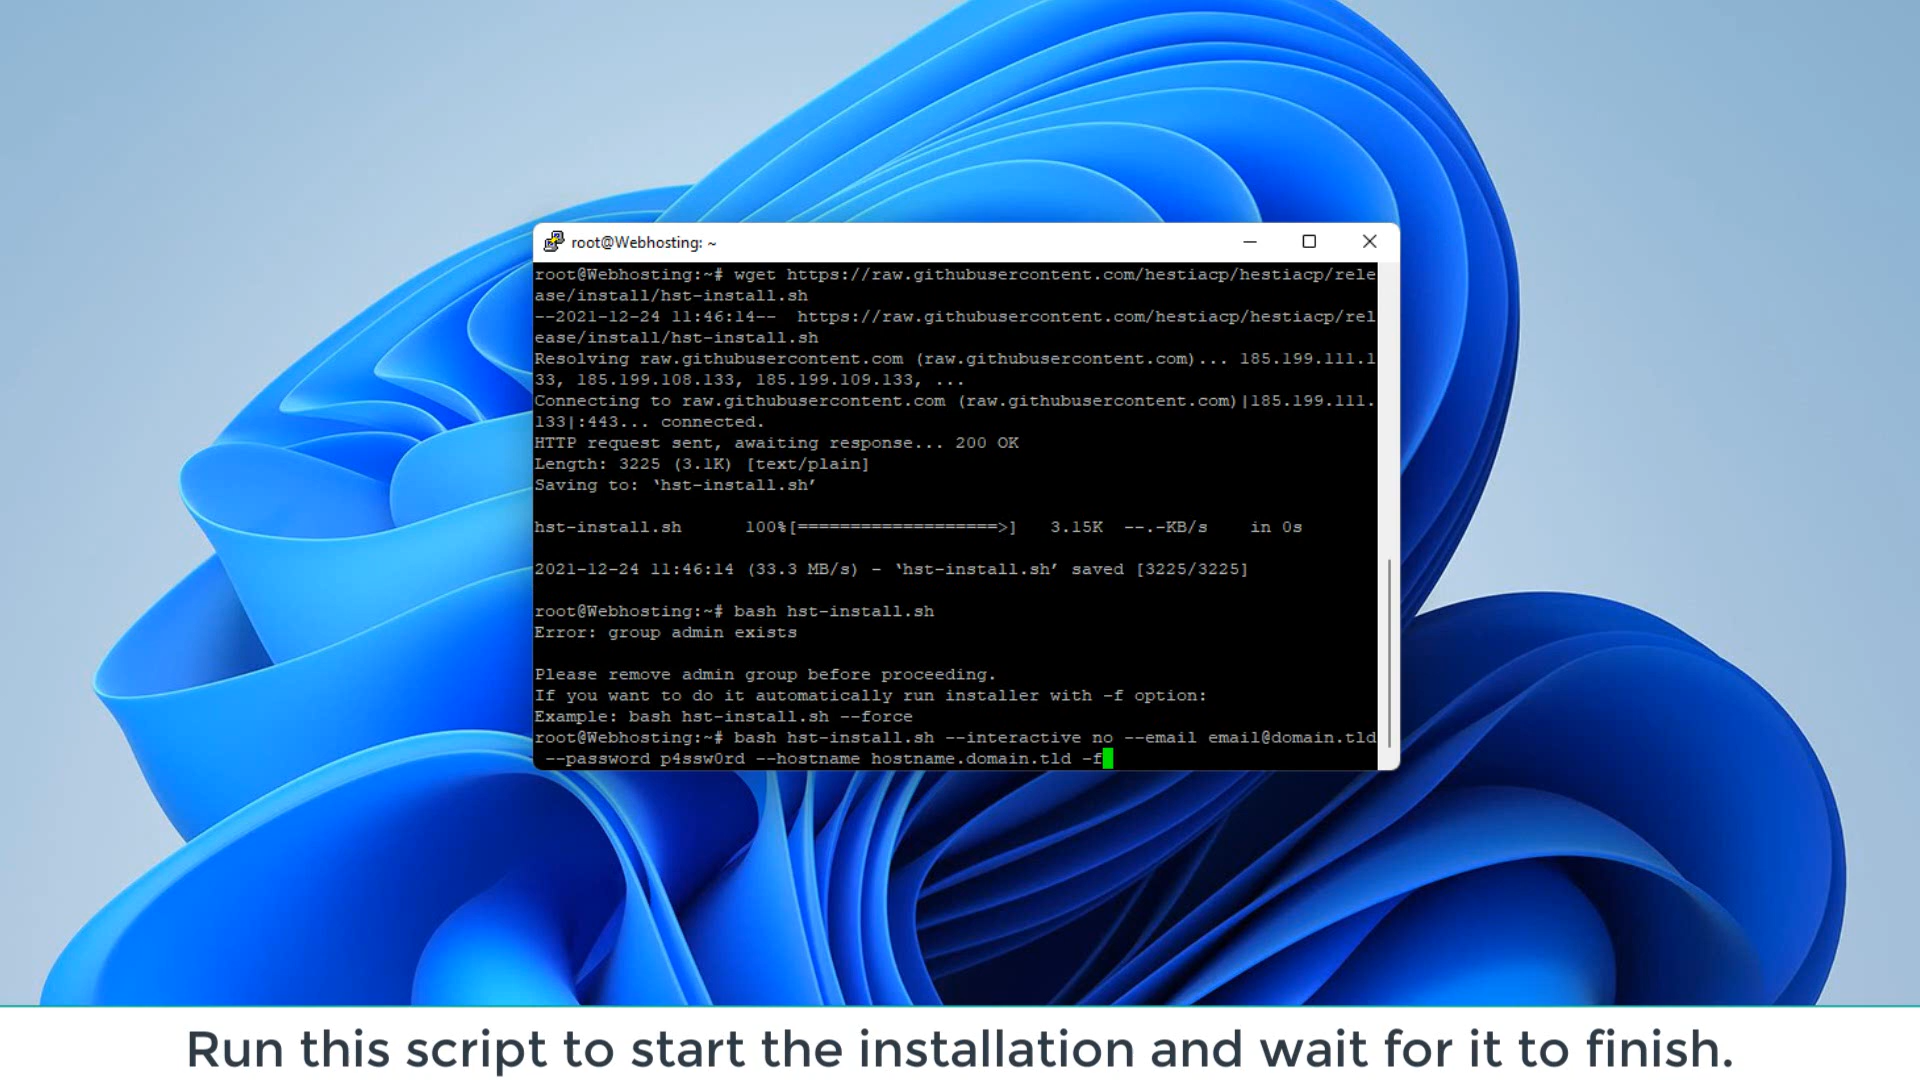 root@Webhosting: ~
root@Webhosting:~# wget https://raw.githubusercontent.com/hestiacp/hestiacp/rele
ase/install/hst-install.sh
--2021-12-24 11:46:14--  https://raw.githubusercontent.com/hestiacp/hestiacp/rel
ease/install/hst-install.sh
Resolving raw.githubusercontent.com (raw.githubusercontent.com)... 185.199.111.1
33, 185.199.108.133, 185.199.109.133, ...
Connecting to raw.githubusercontent.com (raw.githubusercontent.com)|185.199.111.
133|:443... connected.
HTTP request sent, awaiting response... 200 OK
Length: 3225 (3.1K) [text/plain]
Saving to: ‘hst-install.sh’
hst-install.sh      100%[===================>]   3.15K  --.-KB/s    in 0s
2021-12-24 11:46:14 (33.3 MB/s) - ‘hst-install.sh’ saved [3225/3225]
root@Webhosting:~# bash hst-install.sh
Error: group admin exists
Please remove admin group before proceeding.
If you want to do it automatically run installer with -f option:
Example: bash hst-install.sh --force
root@Webhosting:~# bash hst-install.sh --interactive no --email email@domain.tld
--password p4ssw0rd --hostname hostname.domain.tld -f
Run this script to start the installation and wait for it to finish.